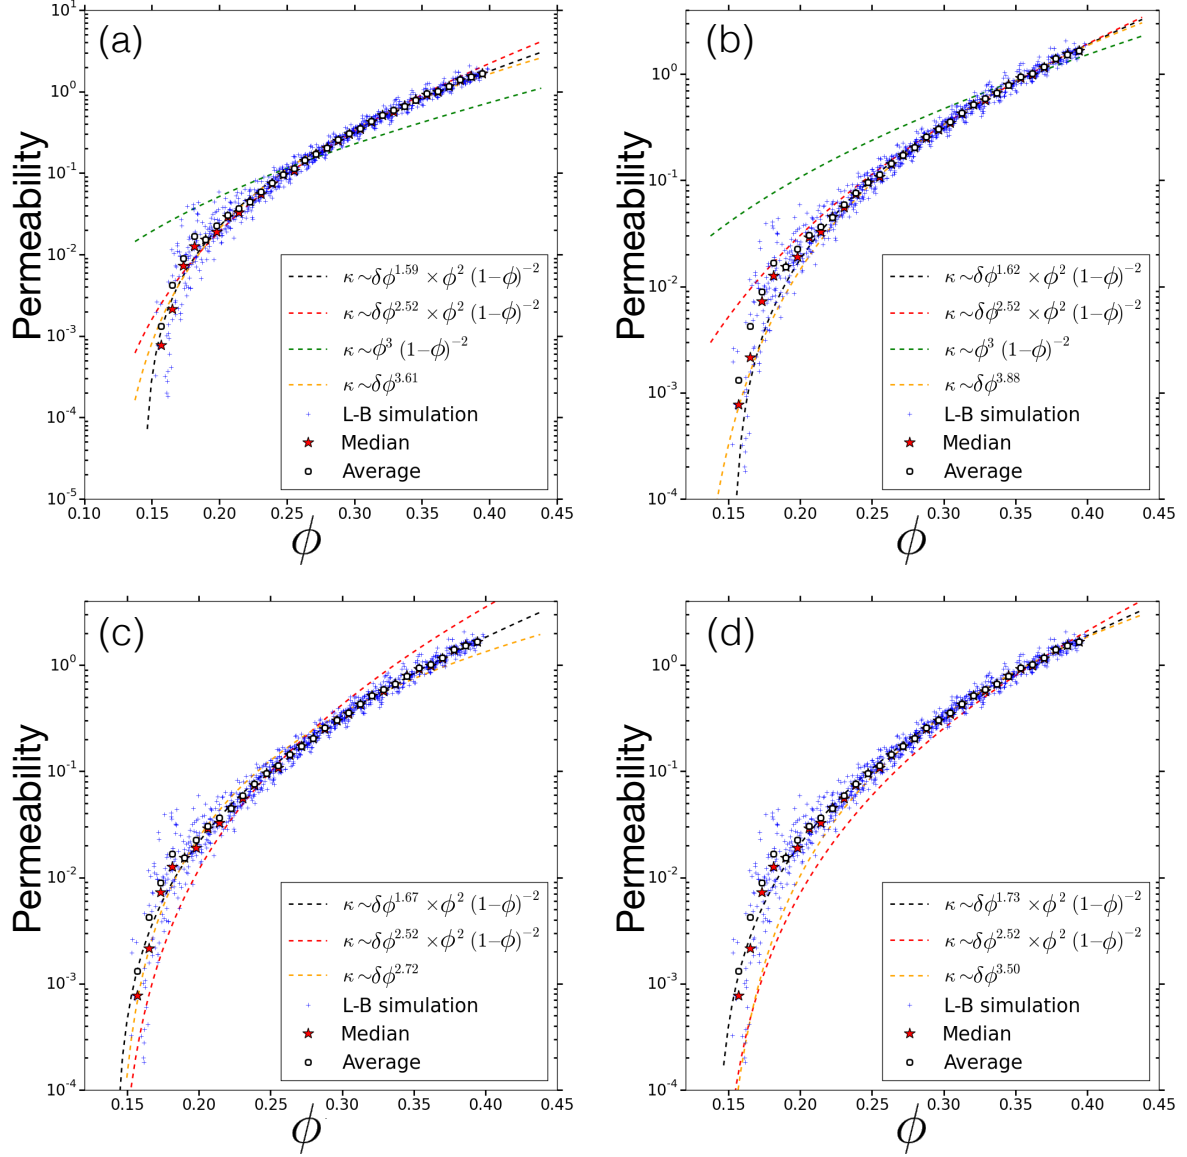 (a)
Permeability
10^1
10^0
10^-1
10^-2
10^-3
10^-4
10^-5
κ∼δϕ^1.59 ×ϕ^2 (1−ϕ)^−2
κ∼δϕ^2.52 ×ϕ^2 (1−ϕ)^−2
κ∼ϕ^3 (1−ϕ)^−2
κ∼δϕ^3.61
L-B simulation
Median
Average
0.10 0.15 0.20 0.25 0.30 0.35 0.40 0.45
ϕ
(b)
Permeability
10^0
10^-1
10^-2
10^-3
10^-4
κ∼δϕ^1.62 ×ϕ^2 (1−ϕ)^−2
κ∼δϕ^2.52 ×ϕ^2 (1−ϕ)^−2
κ∼ϕ^3 (1−ϕ)^−2
κ∼δϕ^3.88
L-B simulation
Median
Average
0.15 0.20 0.25 0.30 0.35 0.40 0.45
ϕ
(c)
Permeability
10^0
10^-1
10^-2
10^-3
10^-4
κ∼δϕ^1.67 ×ϕ^2 (1−ϕ)^−2
κ∼δϕ^2.52 ×ϕ^2 (1−ϕ)^−2
κ∼δϕ^2.72
L-B simulation
Median
Average
0.15 0.20 0.25 0.30 0.35 0.40 0.45
ϕ
(d)
Permeability
10^0
10^-1
10^-2
10^-3
10^-4
κ∼δϕ^1.73 ×ϕ^2 (1−ϕ)^−2
κ∼δϕ^2.52 ×ϕ^2 (1−ϕ)^−2
κ∼δϕ^3.50
L-B simulation
Median
Average
0.15 0.20 0.25 0.30 0.35 0.40 0.45
ϕ